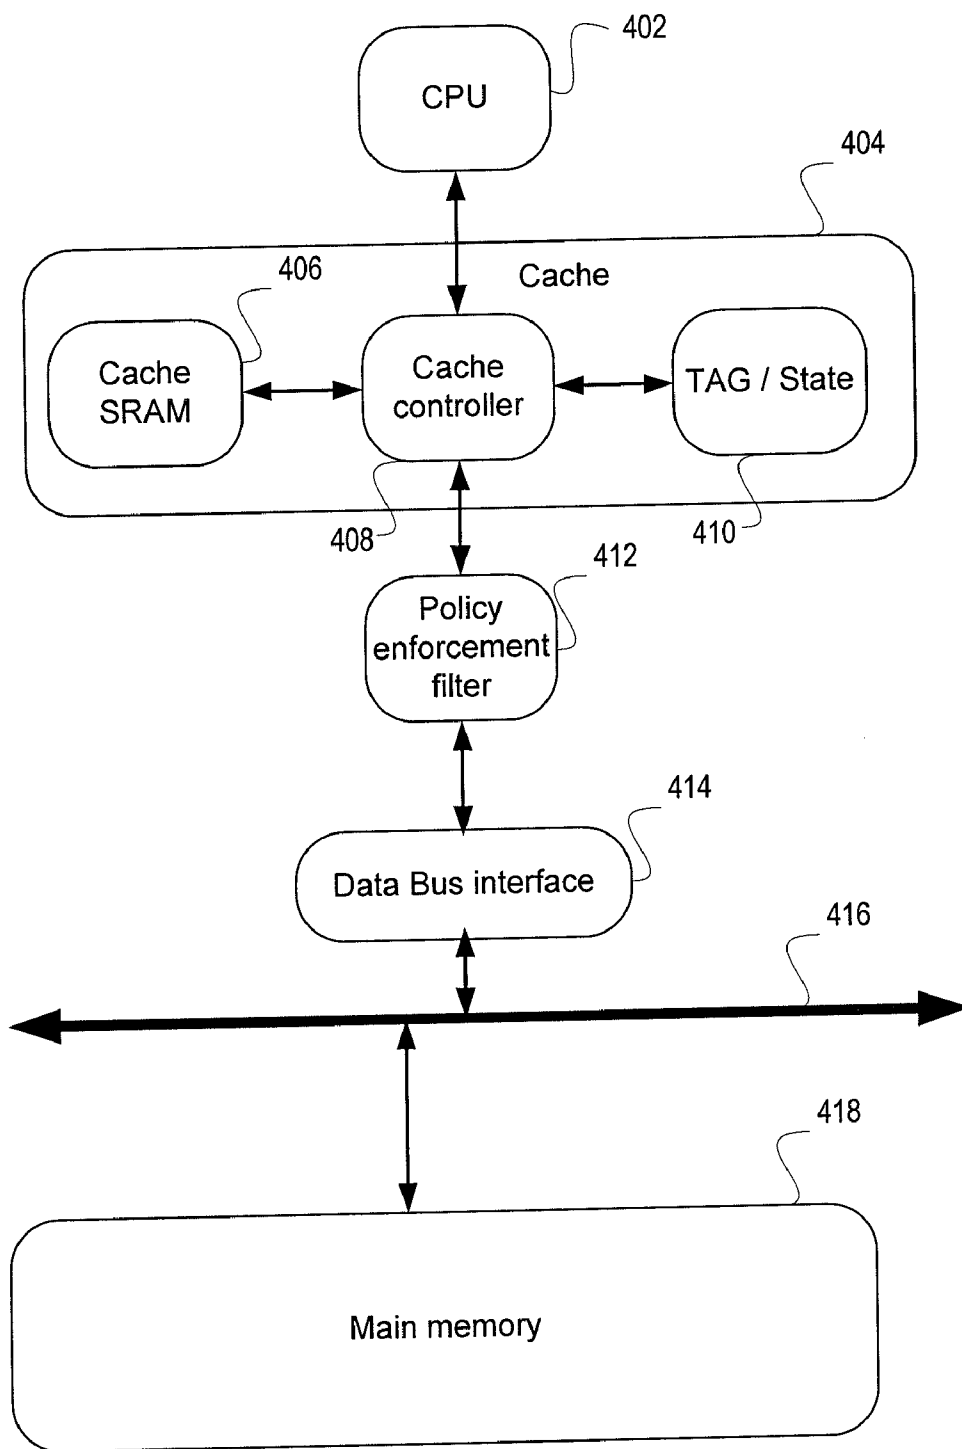 402
CPU
404
Cache
406
Cache
SRAM
Cache
controller
TAG / State
408
410
412
Policy
enforcement
filter
414
Data Bus interface
416
418
Main memory